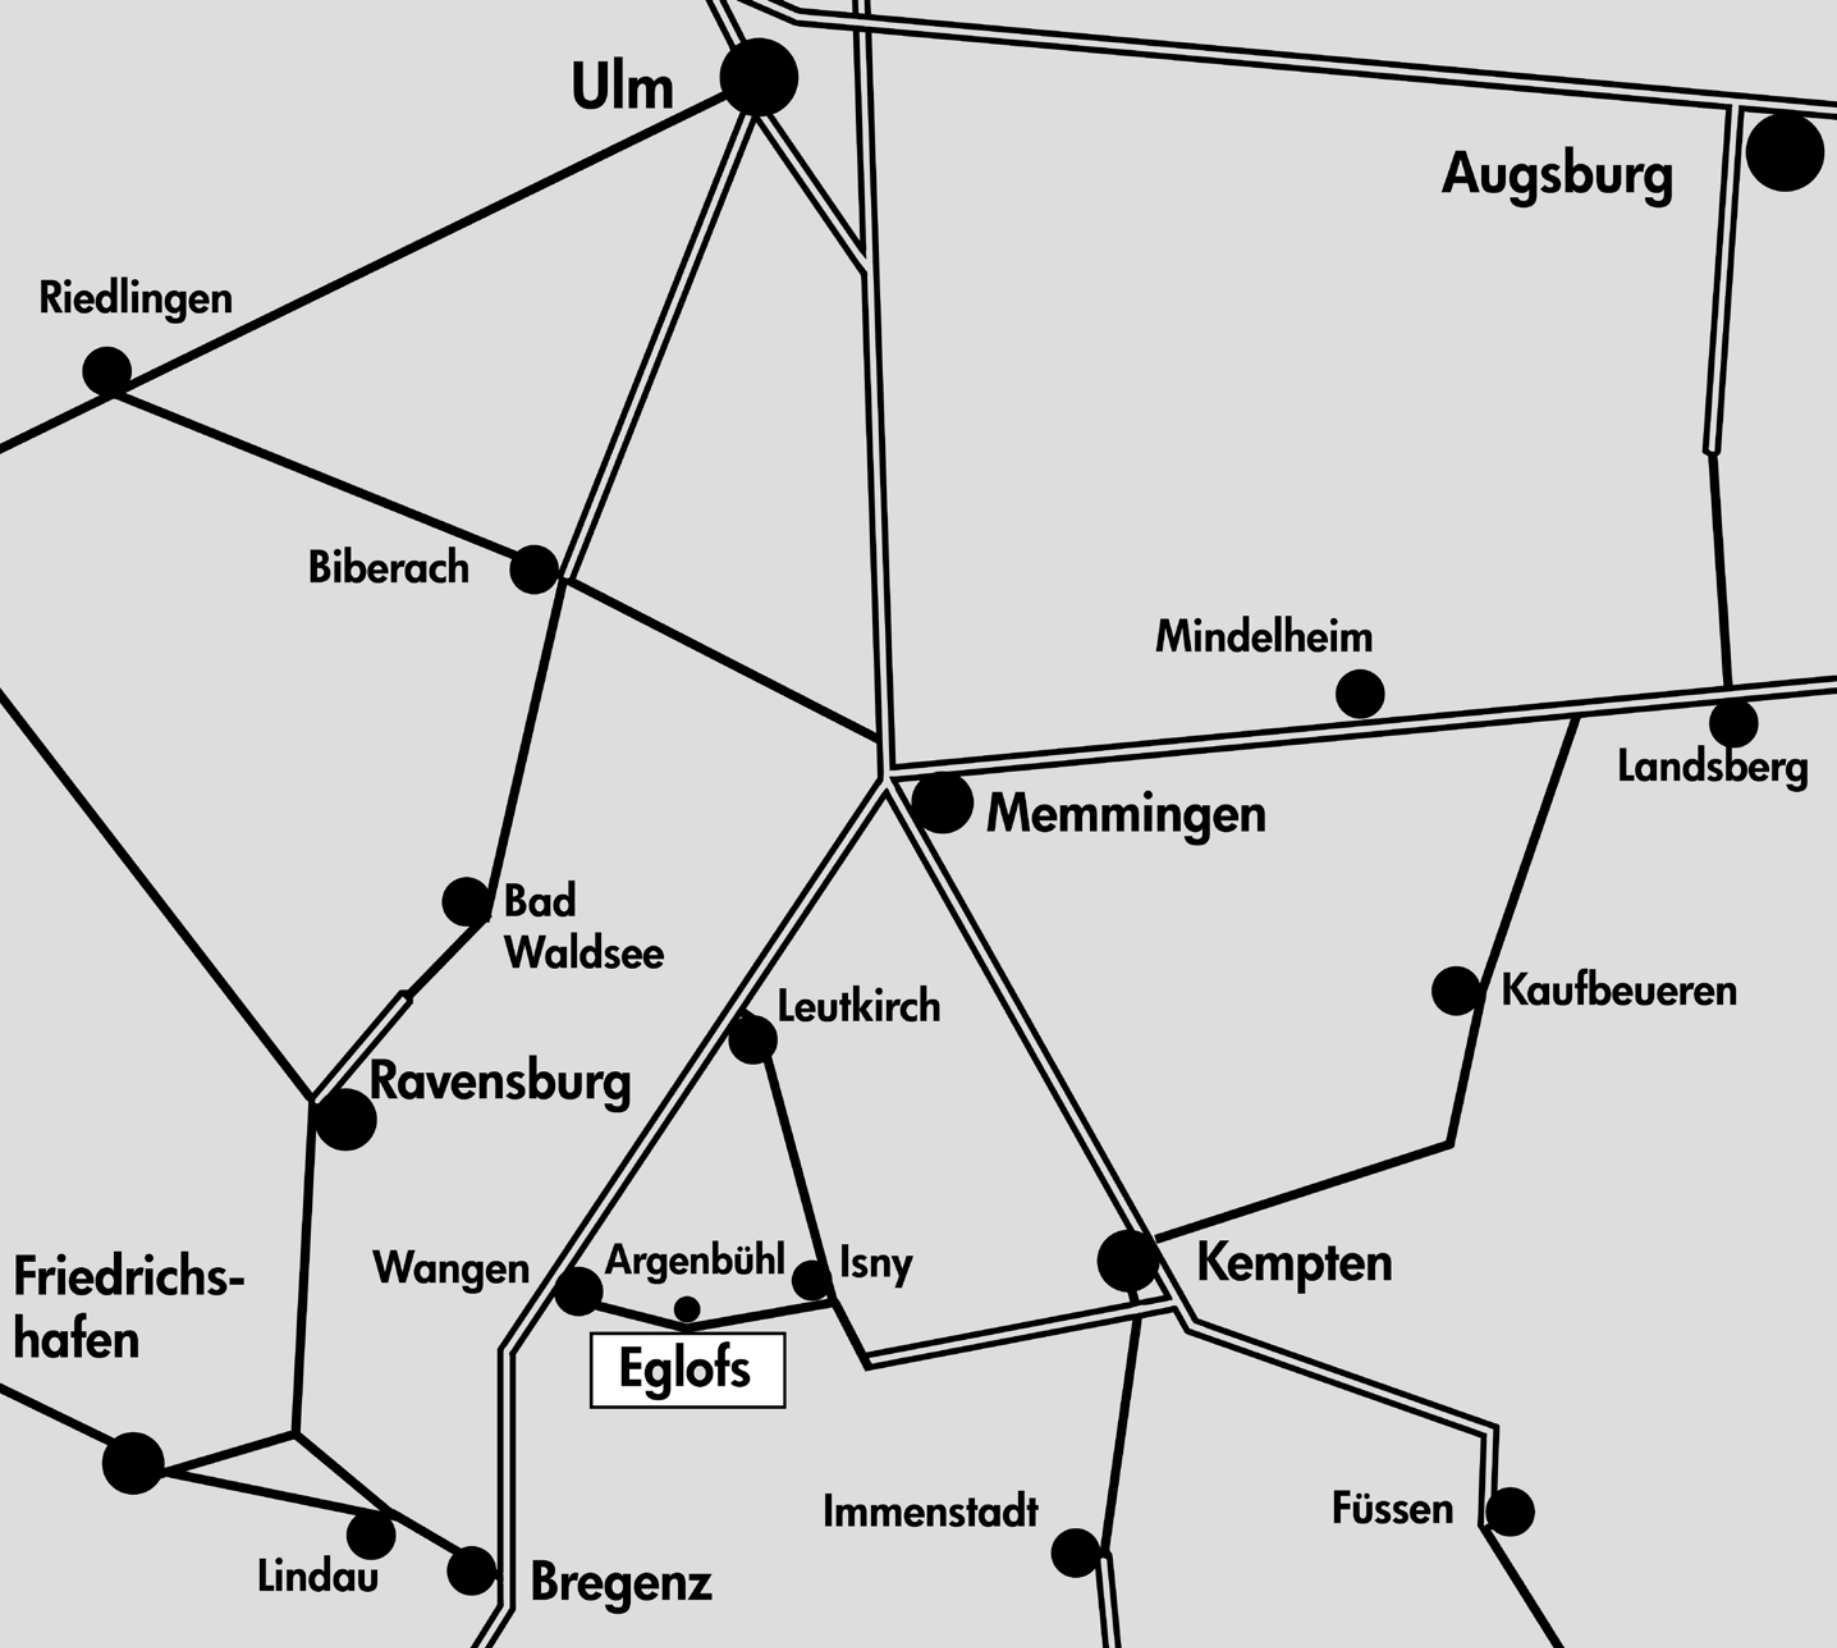 Ulm
Augsburg
Riedlingen
Biberach
Mindelheim
Landsberg
Memmingen
Bad
Waldsee
Kaufbeueren
Leutkirch
Ravensburg
Wangen
Argenbühl
Isny
Kempten
Friedrichs-
hafen
Eglofs
Immenstadt
Füssen
Lindau
Bregenz